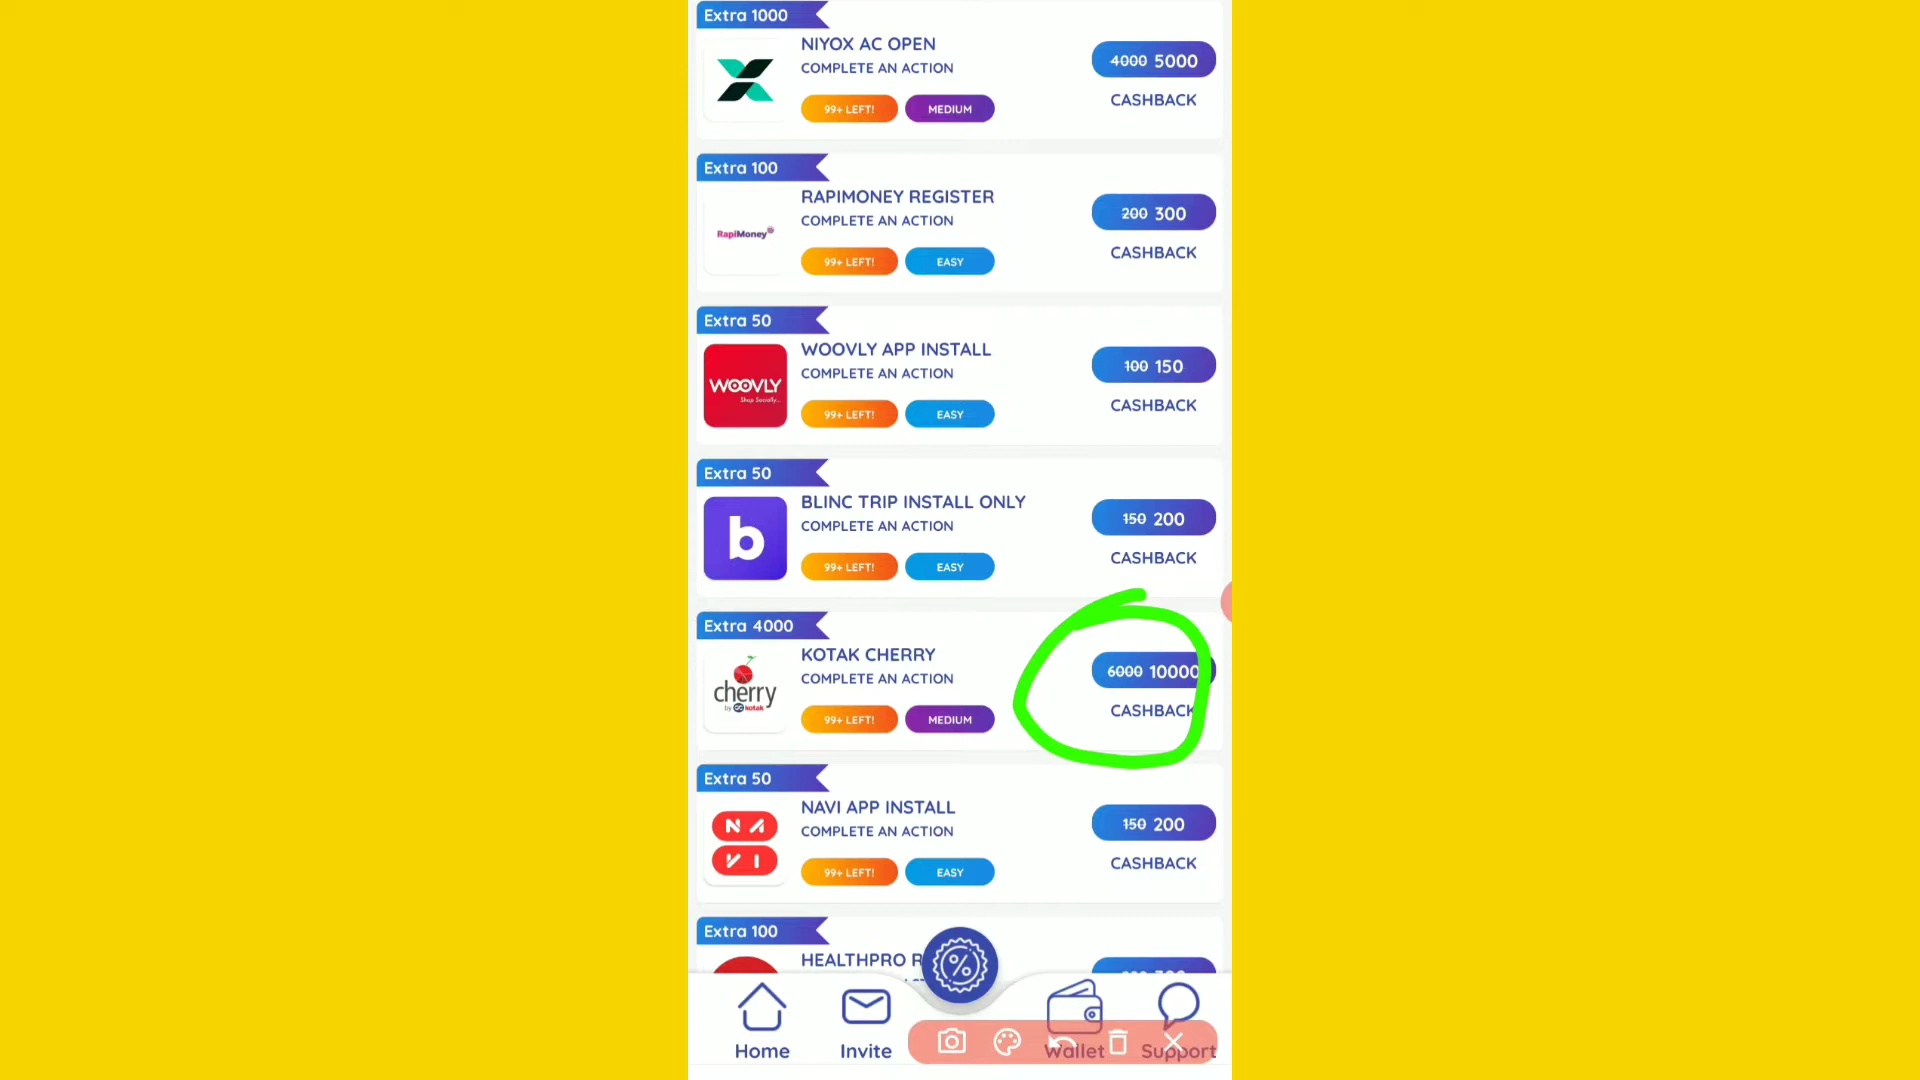 Extra 1000
NIYOX AC OPEN
COMPLETE AN ACTION
4000 5000
CASHBACK
99+ LEFT!
MEDIUM
Extra 100
RAPIMONEY REGISTER
COMPLETE AN ACTION
200 300
CASHBACK
RapiMoney
99+ LEFT!
EASY
Extra 50
WOOVLY APP INSTALL
COMPLETE AN ACTION
100 150
CASHBACK
WOOVLY
Shop Socially...
99+ LEFT!
EASY
Extra 50
BLINC TRIP INSTALL ONLY
COMPLETE AN ACTION
150 200
CASHBACK
b
99+ LEFT!
EASY
Extra 4000
KOTAK CHERRY
COMPLETE AN ACTION
6000 10000
CASHBACK
cherry
by kotak
99+ LEFT!
MEDIUM
Extra 50
NAVI APP INSTALL
COMPLETE AN ACTION
150 200
CASHBACK
NAVI
99+ LEFT!
EASY
Extra 100
HEALTHPRO R
Home
Invite
Wallet
Support